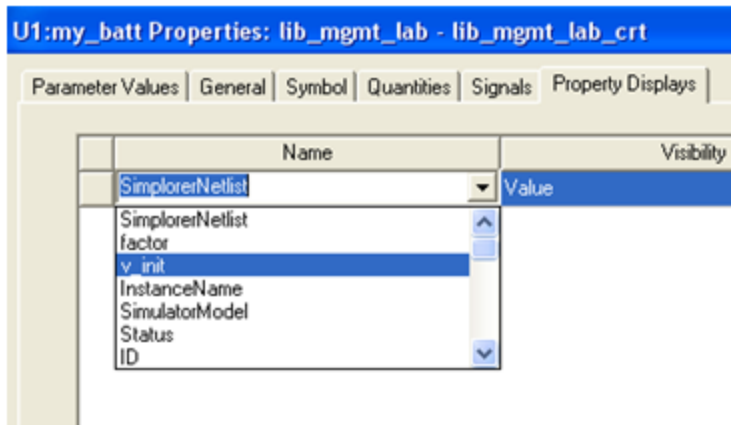 U1:my_batt Properties: lib_mgmt_lab - lib_mgmt_lab_crt
Parameter Values General Symbol Quantities Signals Property Displays
Name Visibility
SimplorerNetlist Value
SimplorerNetlist
factor
v_init
InstanceName
SimulatorModel
Status
ID